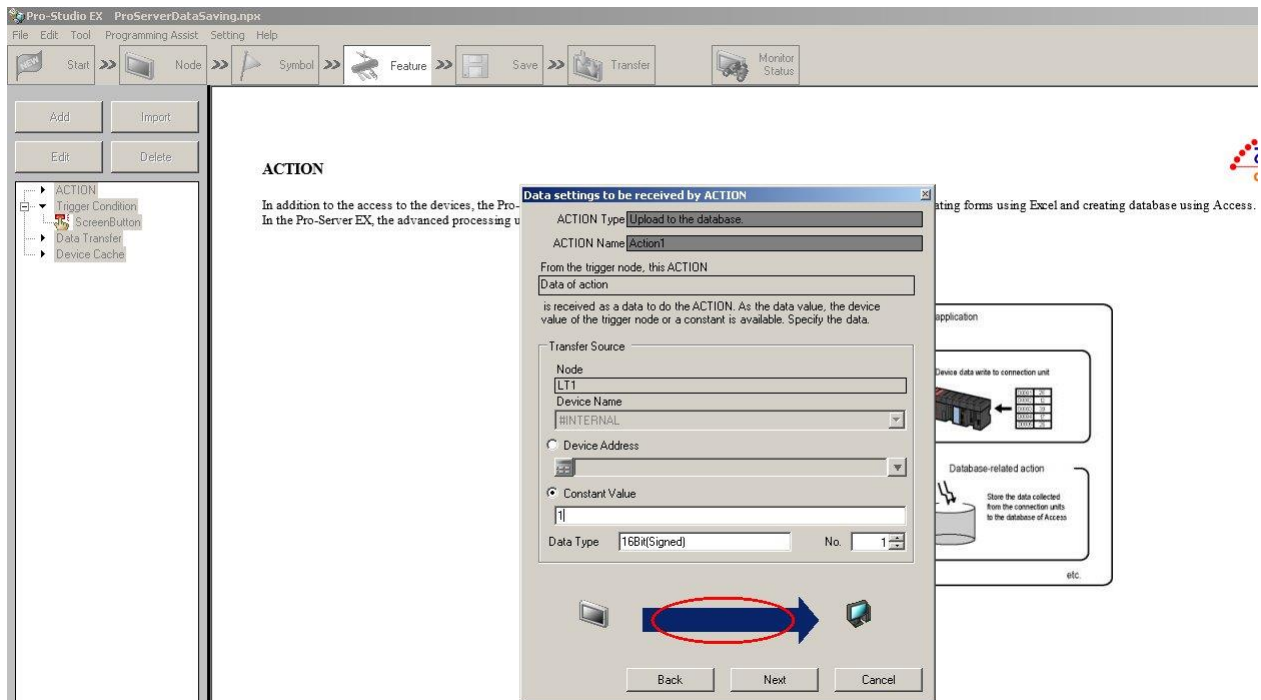 Pro-Studio EX ProServerDataSaving.npx
File Edit Tool Programming Assist Setting Help
NEW Start >> Node >> Symbol >> Feature >> Save >> Transfer Monitor Status
Add Import
Edit Delete
ACTION
Trigger Condition
ScreenButton
Data Transfer
Device Cache
ACTION
In addition to the access to the devices, the Pro-
ating forms using Excel and creating database using Access.
In the Pro-Server EX, the advanced processing u
Data settings to be received by ACTION
ACTION Type Upload to the database.
ACTION Name Action1
From the trigger node, this ACTION
Data of action
is received as a data to do the ACTION. As the data value, the device
value of the trigger node or a constant is available. Specify the data.
Transfer Source
Node
LT1
Device Name
#INTERNAL
Device Address
Constant Value
1
Data Type 16Bit(Signed) No. 1
Back Next Cancel
application
Device data write to connection unit
Database-related action
Store the data collected
from the connection units
to the database of Access
etc.